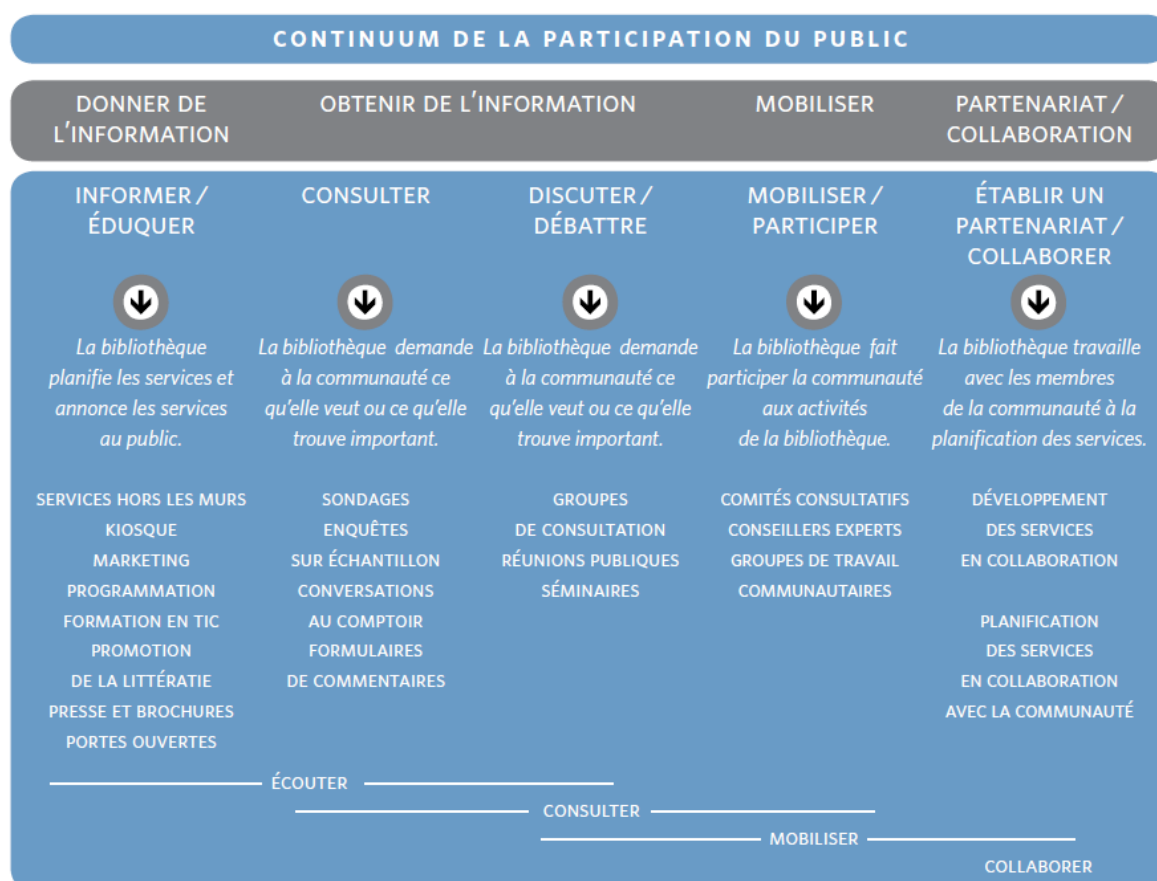 CONTINUUM DE LA PARTICIPATION DU PUBLIC
DONNER DE
L'INFORMATION
OBTENIR DE L'INFORMATION
MOBILISER
PARTENARIAT /
COLLABORATION
INFORMER /
ÉDUQUER
La bibliothèque
planifie les services et
annonce les services
au public.
SERVICES HORS LES MURS
KIOSQUE
MARKETING
PROGRAMMATION
FORMATION EN TIC
PROMOTION
DE LA LITTÉRATIE
PRESSE ET BROCHURES
PORTES OUVERTES
CONSULTER
La bibliothèque demande
à la communauté ce
qu'elle veut ou ce qu'elle
trouve important.
SONDAGES
ENQUÊTES
SUR ÉCHANTILLON
CONVERSATIONS
AU COMPTOIR
FORMULAIRES
DE COMMENTAIRES
DISCUTER /
DÉBATTRE
La bibliothèque demande
à la communauté ce
qu'elle veut ou ce qu'elle
trouve important.
GROUPES
DE CONSULTATION
RÉUNIONS PUBLIQUES
SÉMINAIRES
MOBILISER /
PARTICIPER
La bibliothèque fait
participer la communauté
aux activités
de la bibliothèque.
COMITÉS CONSULTATIFS
CONSEILLERS EXPERTS
GROUPES DE TRAVAIL
COMMUNAUTAIRES
ÉTABLIR UN
PARTENARIAT /
COLLABORER
La bibliothèque travaille
avec les membres
de la communauté à la
planification des services.
DÉVELOPPEMENT
DES SERVICES
EN COLLABORATION
PLANIFICATION
DES SERVICES
EN COLLABORATION
AVEC LA COMMUNAUTÉ
ÉCOUTER
CONSULTER
MOBILISER
COLLABORER